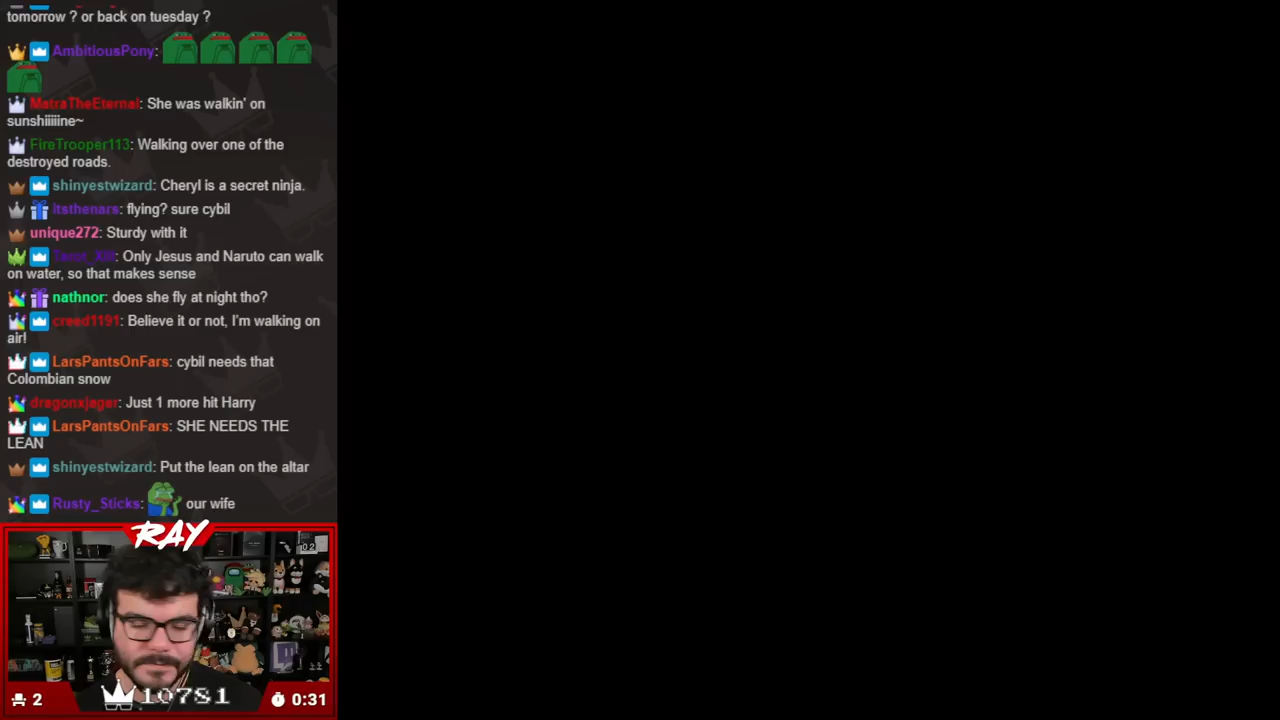 tomorrow ? or back on tuesday ?
AmbitiousPony:
MatraTheEternal: She was walkin' on
sunshiiiiine~
FireTrooper113: Walking over one of the
destroyed roads.
shinyestwizard: Cheryl is a secret ninja.
itsthenars: flying? sure cybil
unique272: Sturdy with it
Tacot_XIII: Only Jesus and Naruto can walk
on water, so that makes sense
nathnor: does she fly at night tho?
creed1191: Believe it or not, I'm walking on
air!
LarsPantsOnFars: cybil needs that
Colombian snow
dragonxjager: Just 1 more hit Harry
LarsPantsOnFars: SHE NEEDS THE
LEAN
shinyestwizard: Put the lean on the altar
Rusty_Sticks: our wife
RAY
2
10781
0:31